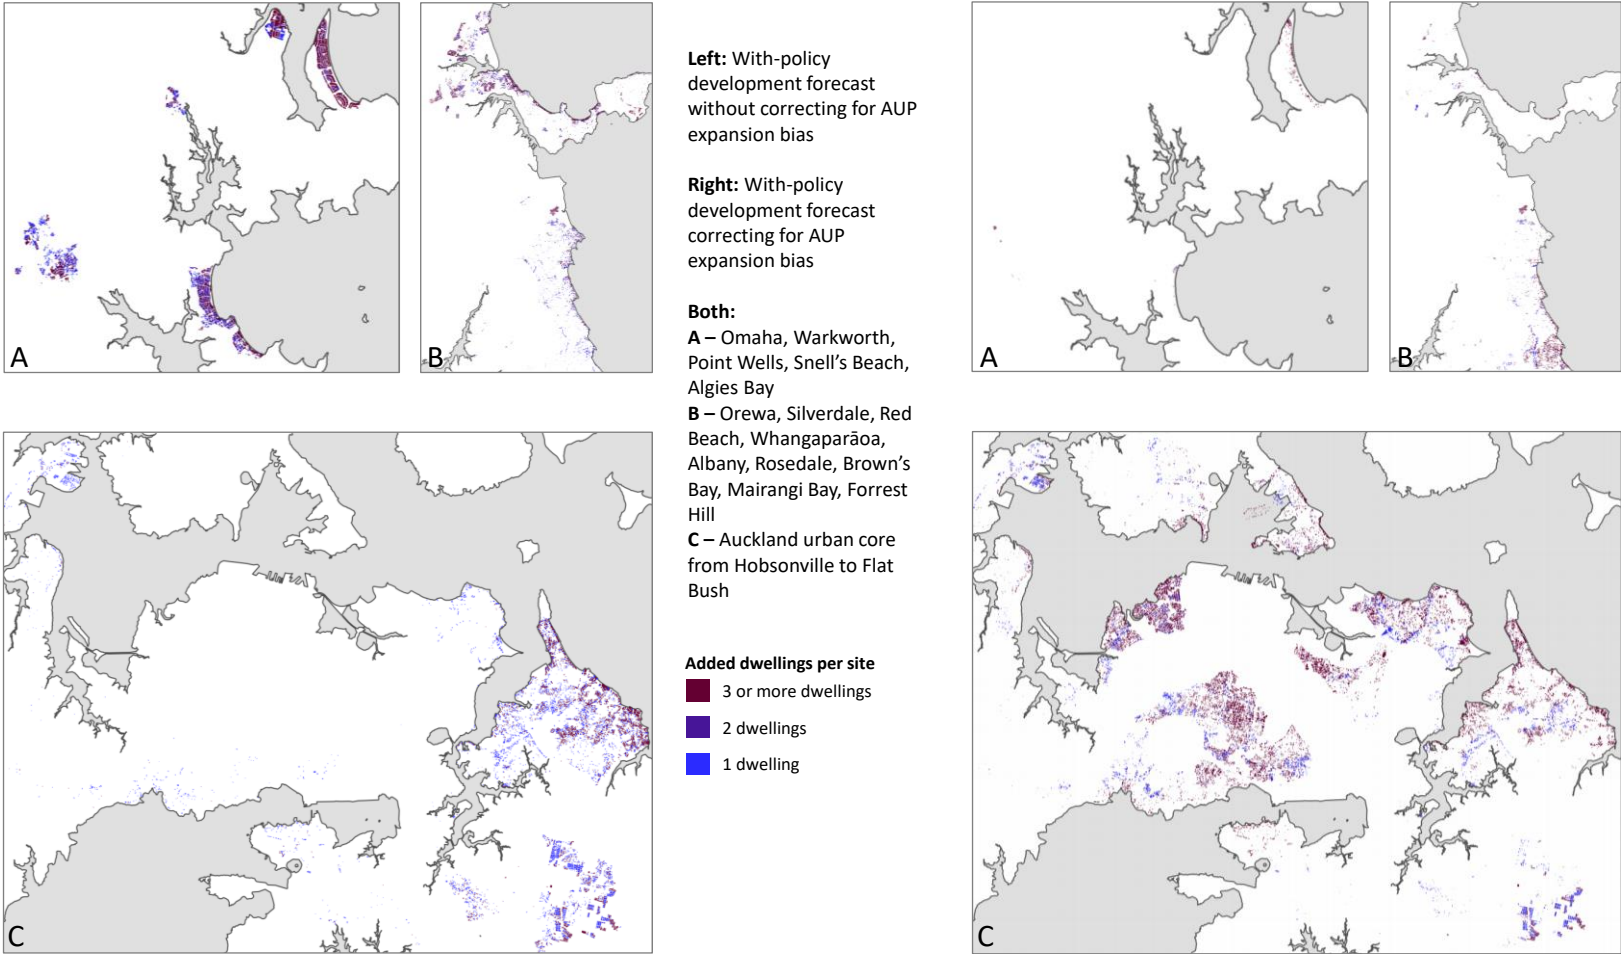 A
B
C
Left: With-policy
development forecast
without correcting for AUP
expansion bias
Right: With-policy
development forecast
correcting for AUP
expansion bias
Both:
A – Omaha, Warkworth,
Point Wells, Snell's Beach,
Algies Bay
B – Orewa, Silverdale, Red
Beach, Whangaparāoa,
Albany, Rosedale, Brown's
Bay, Mairangi Bay, Forrest
Hill
C – Auckland urban core
from Hobsonville to Flat
Bush
Added dwellings per site
3 or more dwellings
2 dwellings
1 dwelling
A
B
C